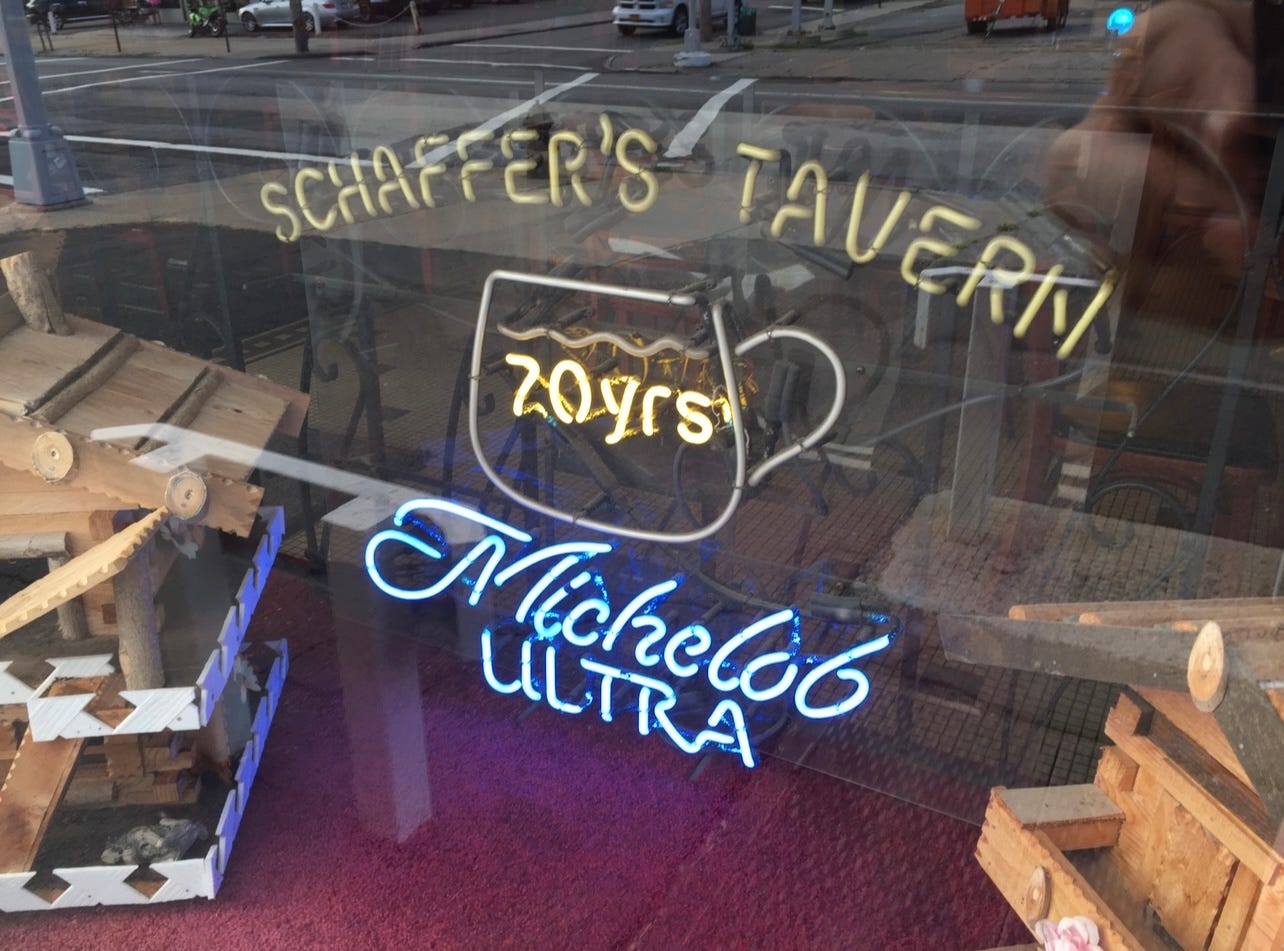 SCHAFFER'S TAVERN
70yrs
Michelob
ULTRA